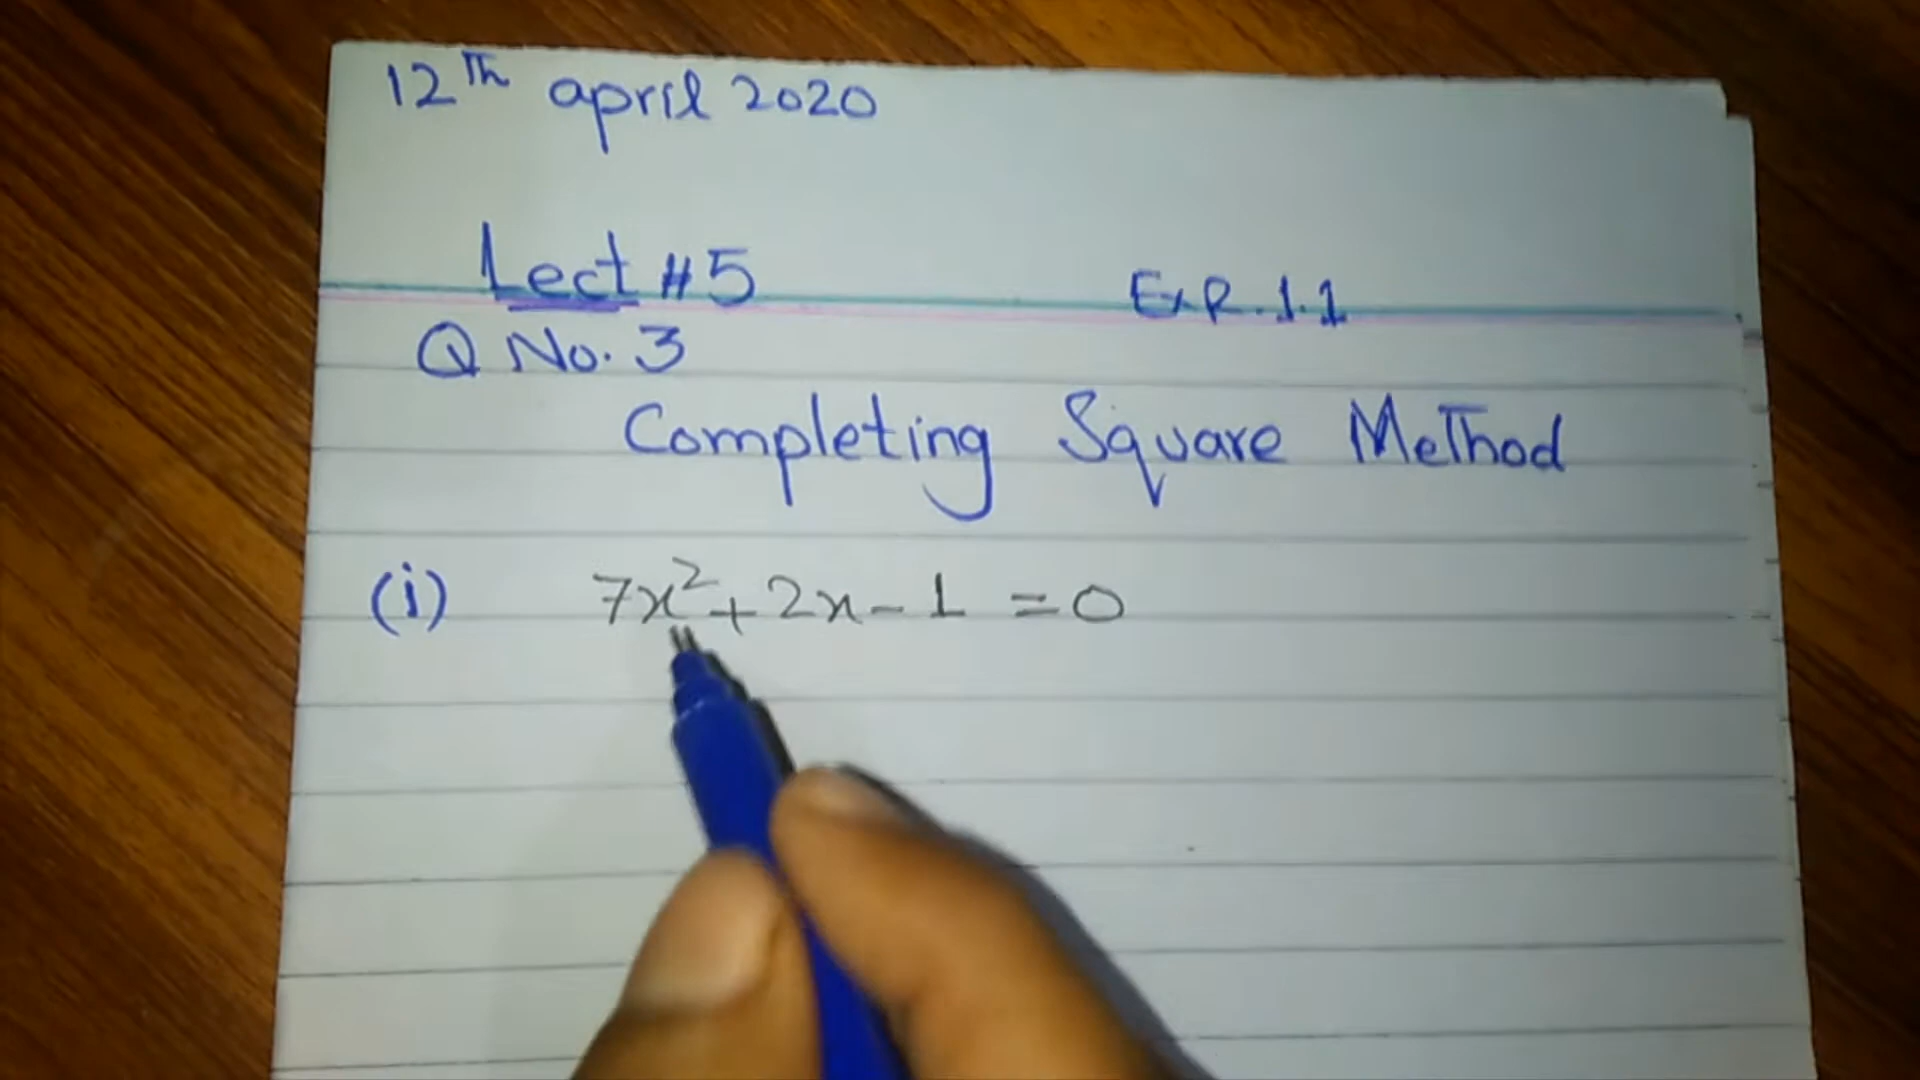 12Th april 2020
Lect #5 Ex.R.1.1
Q No. 3
Completing Square Method
(i) 7x²+2x-1 =0